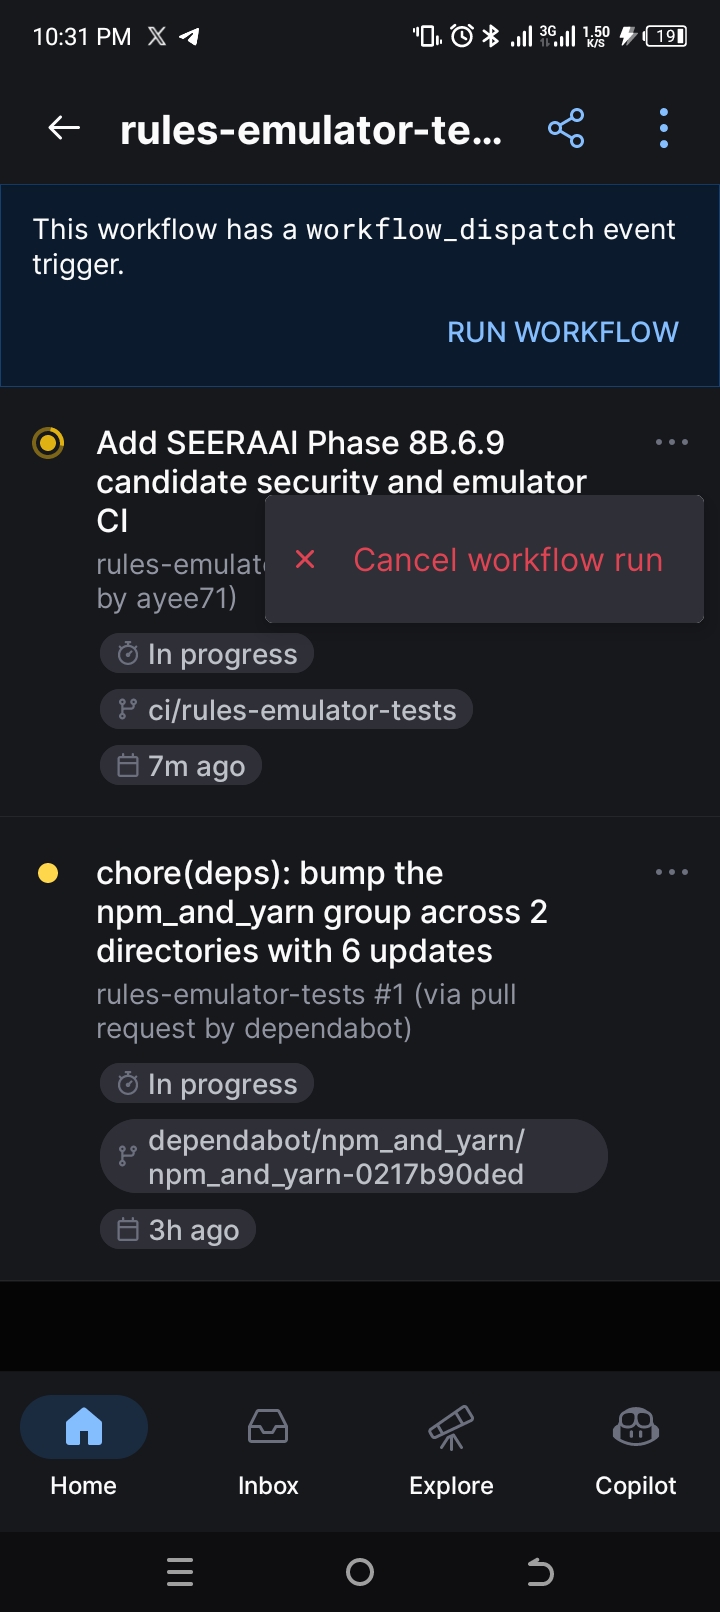 10:31 PM
3G
1.50
K/S
19
rules-emulator-te...
This workflow has a workflow_dispatch event
trigger.
RUN WORKFLOW
Add SEERAAI Phase 8B.6.9
candidate security and emulator
CI
rules-emulat
by ayee71)
Cancel workflow run
In progress
ci/rules-emulator-tests
7m ago
chore(deps): bump the
npm_and_yarn group across 2
directories with 6 updates
rules-emulator-tests #1 (via pull
request by dependabot)
In progress
dependabot/npm_and_yarn/
npm_and_yarn-0217b90ded
3h ago
Home
Inbox
Explore
Copilot